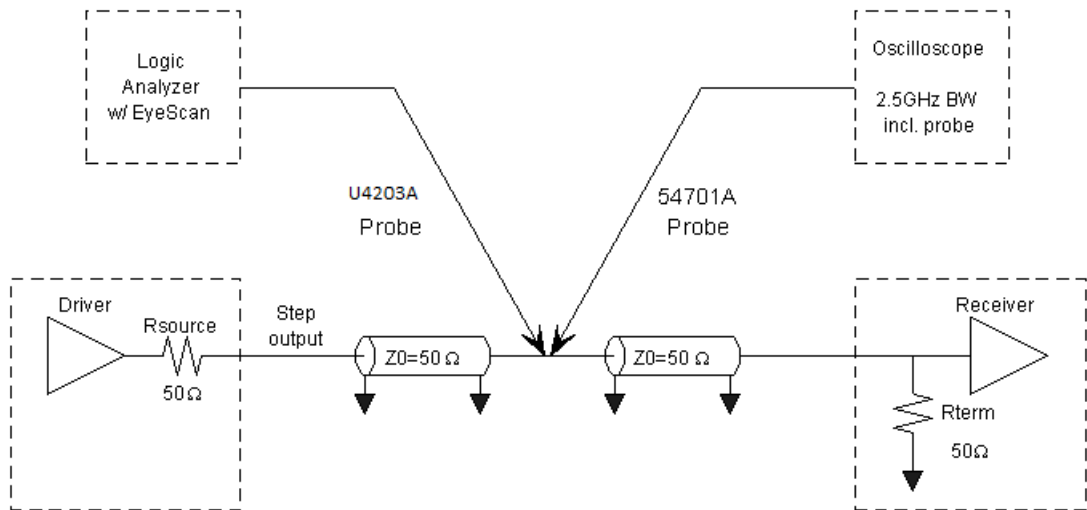 Logic
Analyzer
w/ EyeScan
Oscilloscope
2.5GHz BW
incl. probe
U4203A
Probe
54701A
Probe
Driver
Rsource
50Ω
Step
output
Z0=50 Ω
Z0=50 Ω
Receiver
Rterm
50Ω